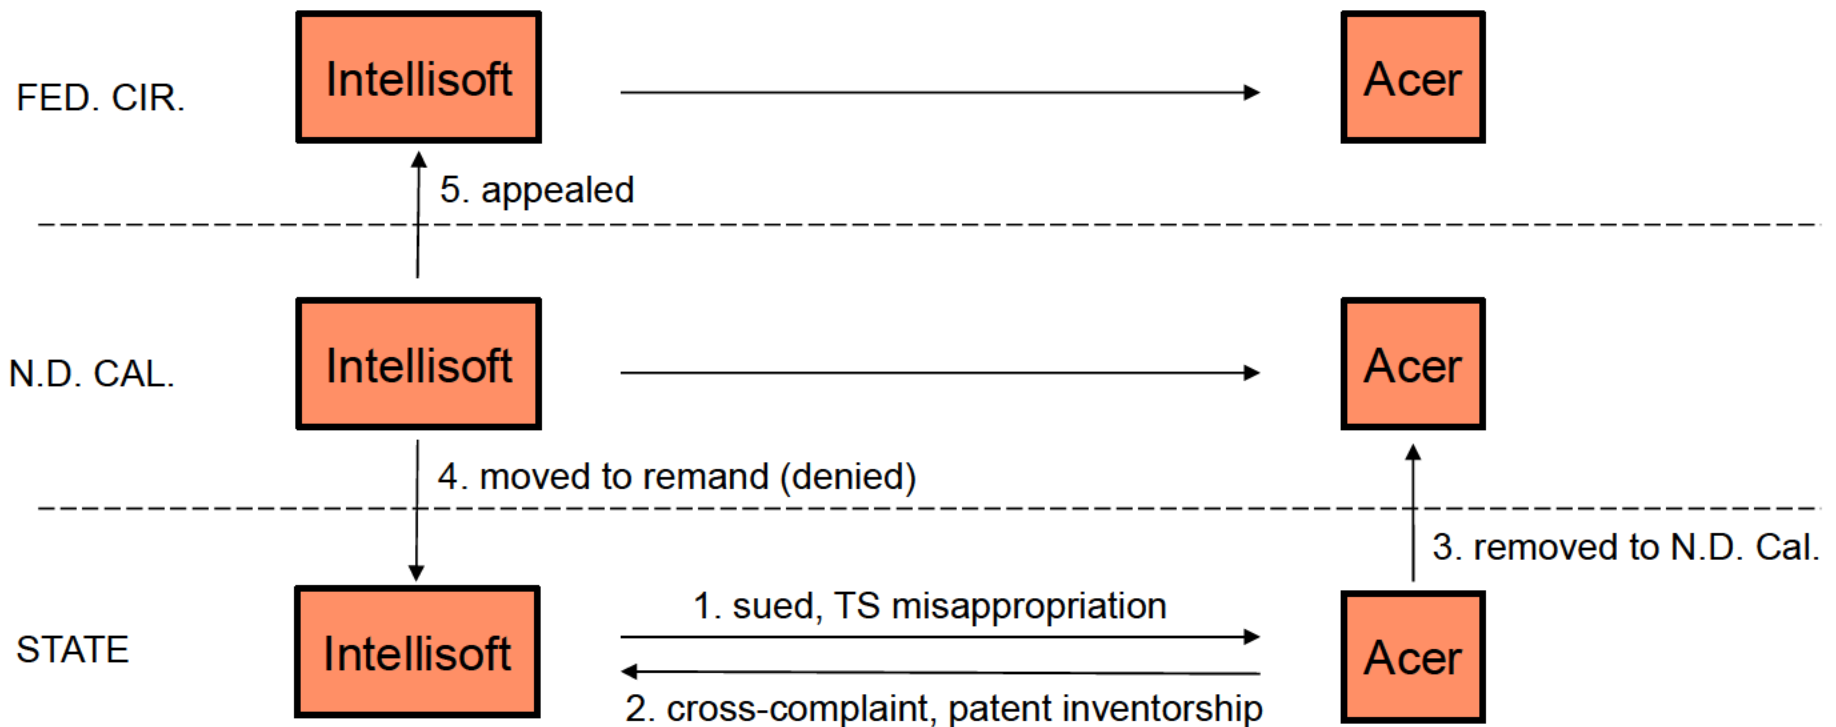 FED. CIR.
Intellisoft
Acer
5. appealed
N.D. CAL.
Intellisoft
Acer
4. moved to remand (denied)
3. removed to N.D. Cal.
STATE
Intellisoft
1. sued, TS misappropriation
Acer
2. cross-complaint, patent inventorship